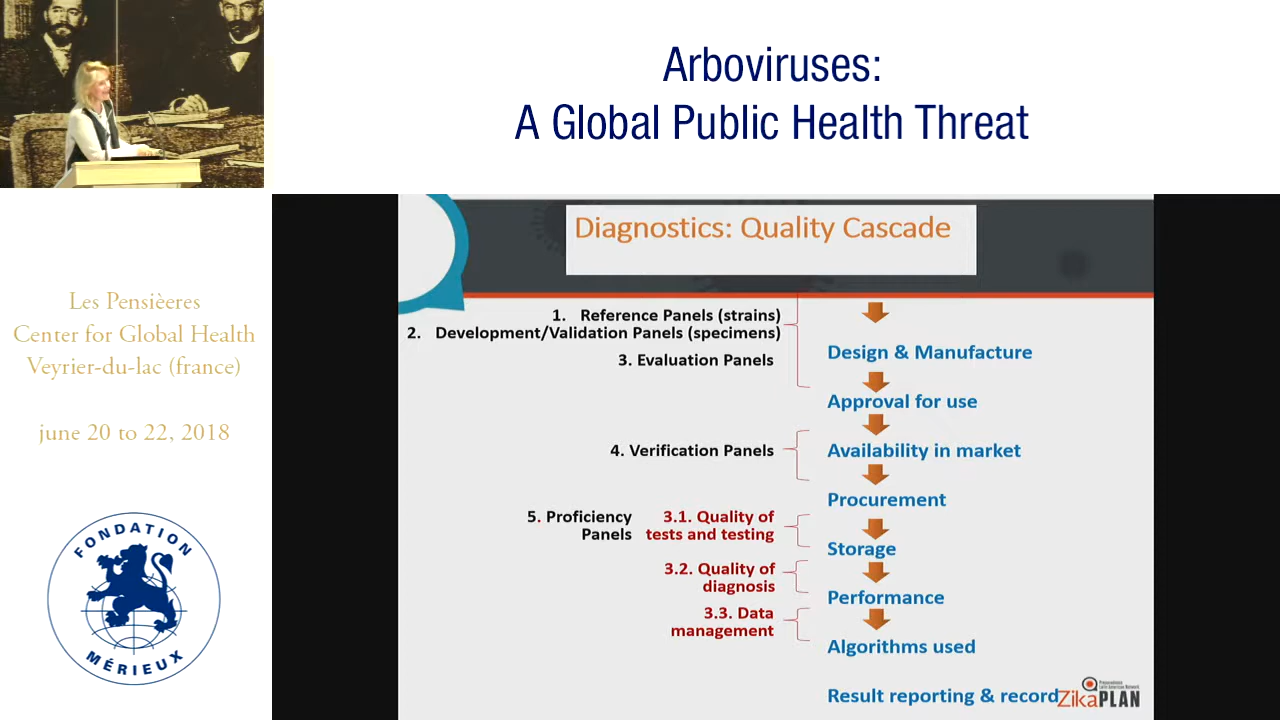 Arboviruses:
A Global Public Health Threat
Les Pensièeres
Center for Global Health
Veyrier-du-lac (france)
june 20 to 22, 2018
FONDATION
MÉRIEUX
Diagnostics: Quality Cascade
1. Reference Panels (strains)
2. Development/Validation Panels (specimens)
3. Evaluation Panels
4. Verification Panels
5. Proficiency
Panels
3.1. Quality of
tests and testing
3.2. Quality of
diagnosis
3.3. Data
management
Design & Manufacture
Approval for use
Availability in market
Procurement
Storage
Performance
Algorithms used
Result reporting & record
ZikaPLAN